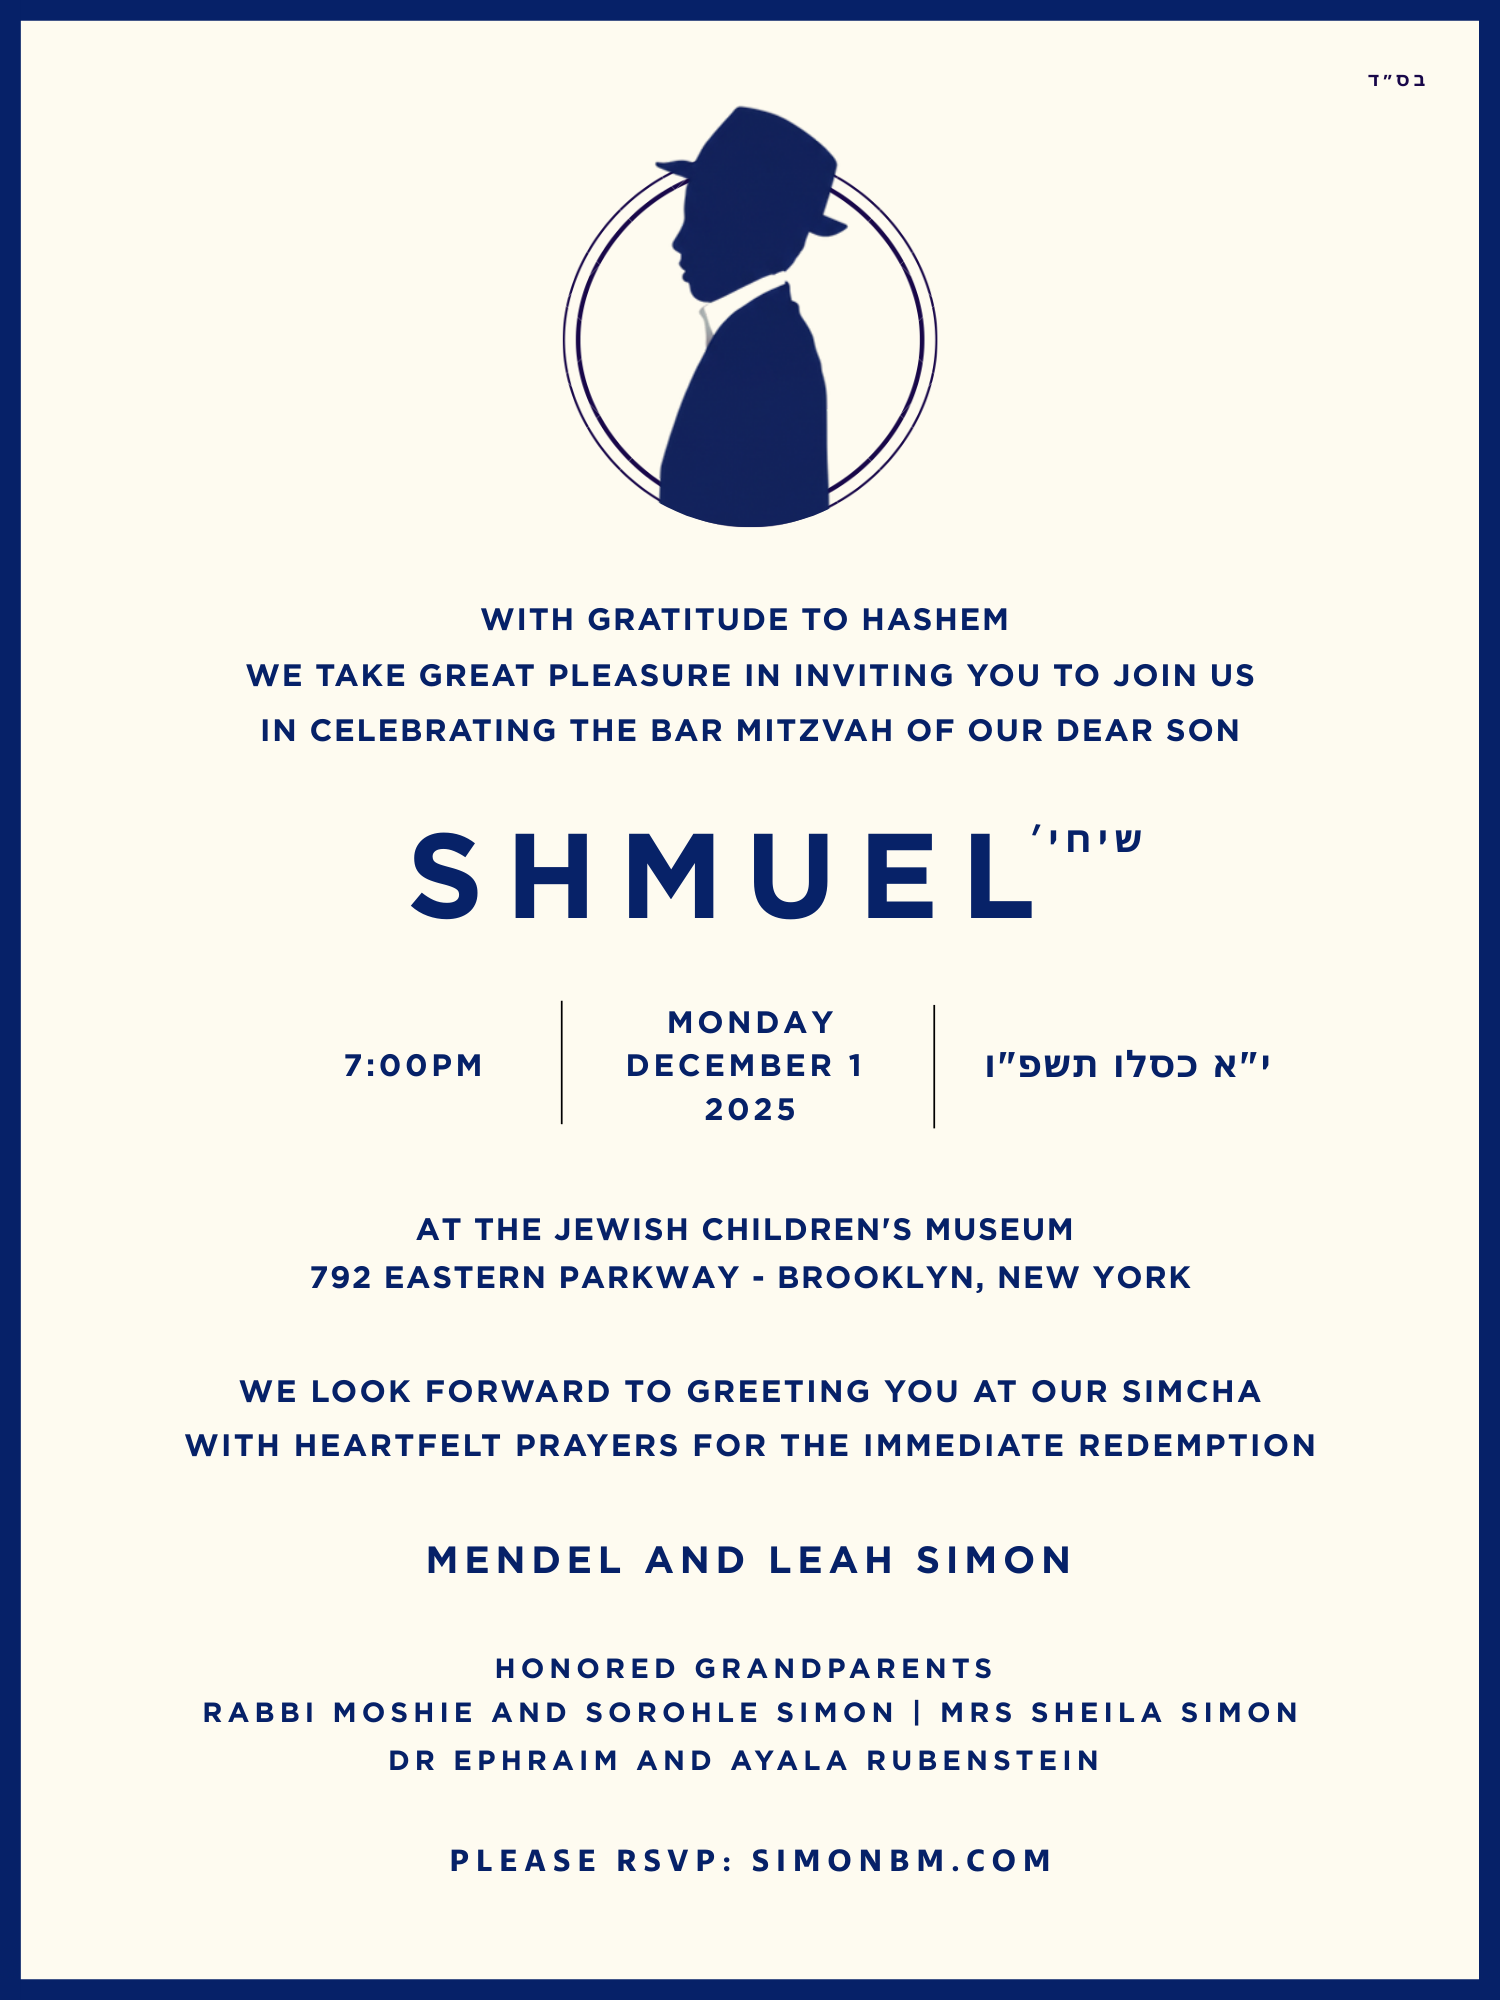 בס״ד
WITH GRATITUDE TO HASHEM
WE TAKE GREAT PLEASURE IN INVITING YOU TO JOIN US
IN CELEBRATING THE BAR MITZVAH OF OUR DEAR SON
SHMUEL שיחי׳
7:00PM
MONDAY
DECEMBER 1
2025
י"א כסלו תשפ"ו
AT THE JEWISH CHILDREN'S MUSEUM
792 EASTERN PARKWAY - BROOKLYN, NEW YORK
WE LOOK FORWARD TO GREETING YOU AT OUR SIMCHA
WITH HEARTFELT PRAYERS FOR THE IMMEDIATE REDEMPTION
MENDEL AND LEAH SIMON
HONORED GRANDPARENTS
RABBI MOSHIE AND SOROHLE SIMON | MRS SHEILA SIMON
DR EPHRAIM AND AYALA RUBENSTEIN
PLEASE RSVP: SIMONBM.COM